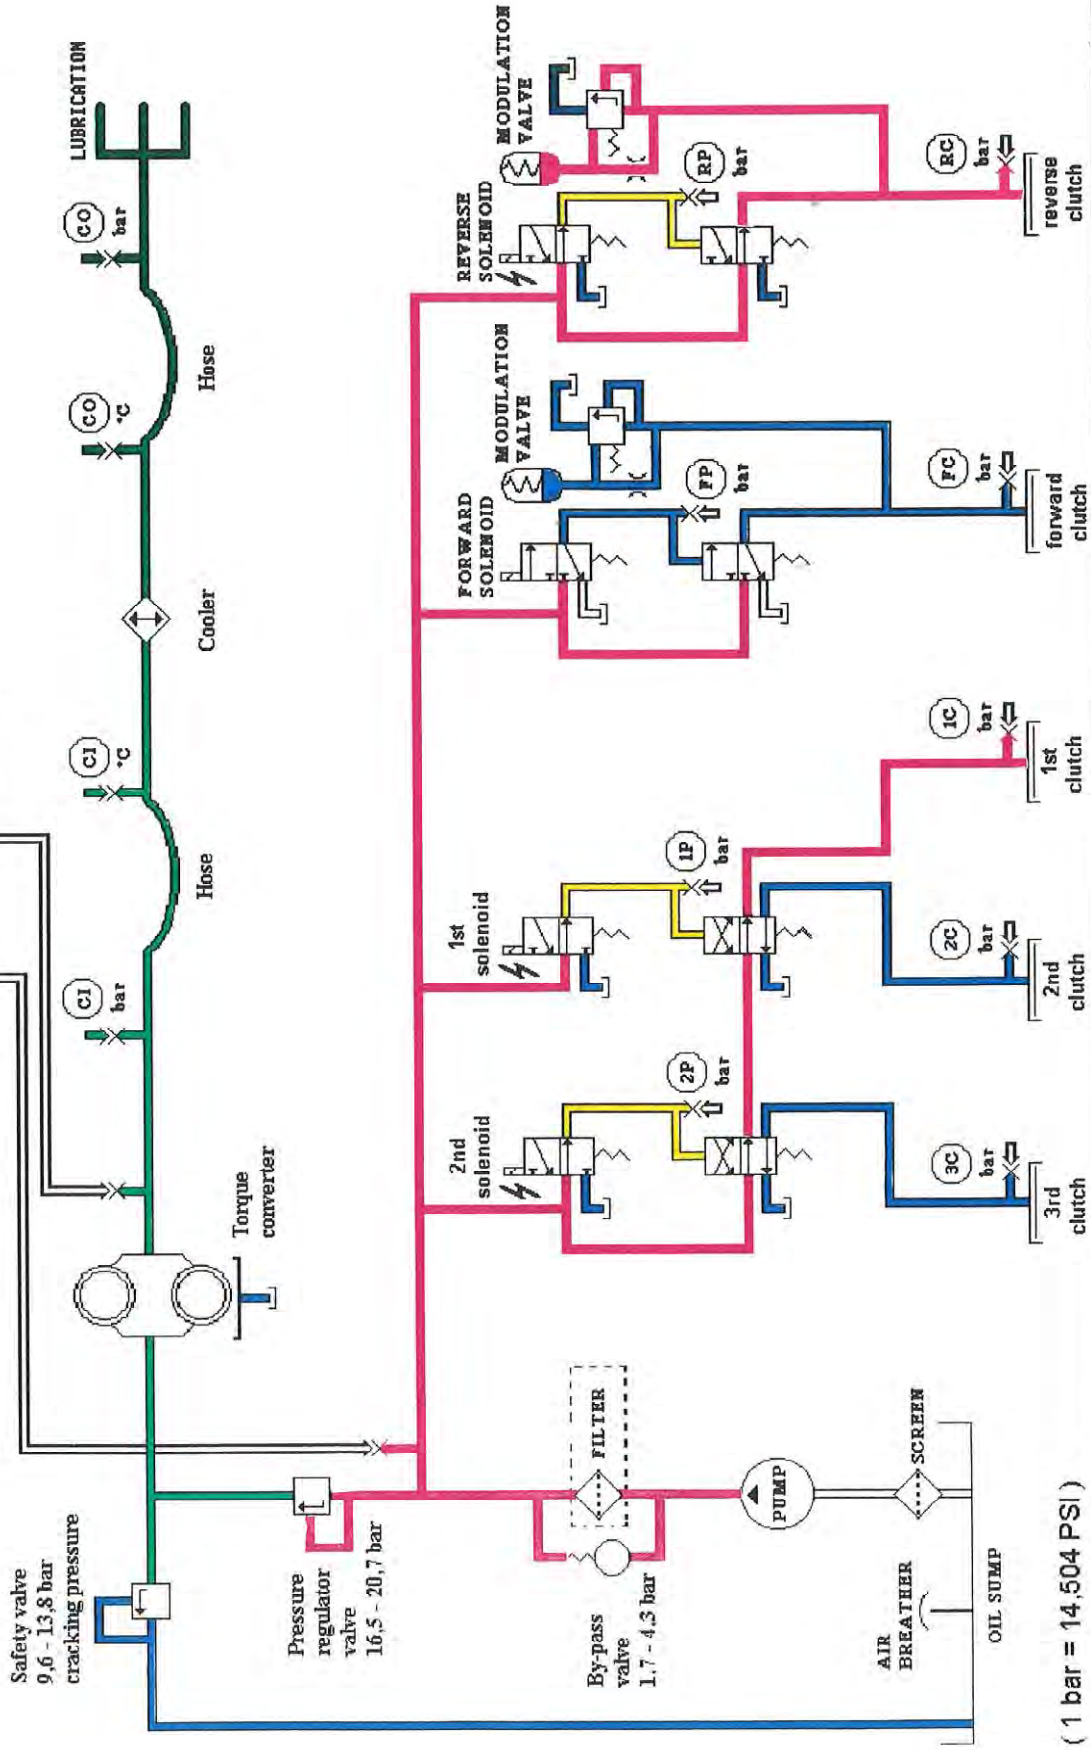 Safety valve
9,6 - 13,8 bar
cracking pressure
Pressure
regulator
valve
16,5 - 20,7 bar
By-pass
valve
1,7 - 4,3 bar
FILTER
PUMP
SCREEN
AIR
BREATHER
OIL SUMP
( 1 bar = 14.504 PSI )
Torque
converter
CI
bar
Hose
CI
°C
Cooler
CO
°C
Hose
CO
bar
LUBRICATION
2nd
solenoid
2P
bar
3C
bar
3rd
clutch
1st
solenoid
1P
bar
2C
bar
2nd
clutch
1C
bar
1st
clutch
FORWARD
SOLENOID
MODULATION
VALVE
FP
bar
FC
bar
forward
clutch
REVERSE
SOLENOID
MODULATION
VALVE
RP
bar
RC
bar
reverse
clutch